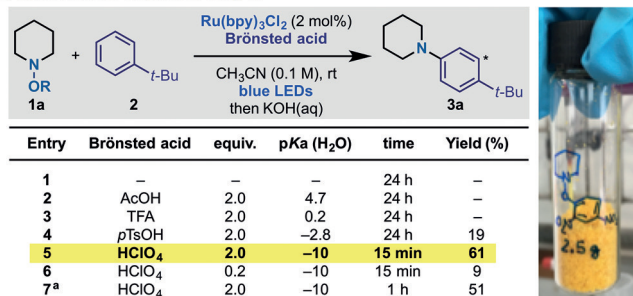 Ru(bpy)₃Cl₂ (2 mol%)
Brönsted acid
CH₃CN (0.1 M), rt
blue LEDs
then KOH(aq)
N
OR
1a
+
t-Bu
2
N
*
t-Bu
3a
Entry Brönsted acid equiv. pKa (H₂O) time Yield (%)
1 – – – 24 h –
2 AcOH 2.0 4.7 24 h –
3 TFA 2.0 0.2 24 h –
4 pTsOH 2.0 –2.8 24 h 19
5 HClO₄ 2.0 –10 15 min 61
6 HClO₄ 0.2 –10 15 min 9
7ᵃ HClO₄ 2.0 –10 1 h 51
N
O
2.5 g